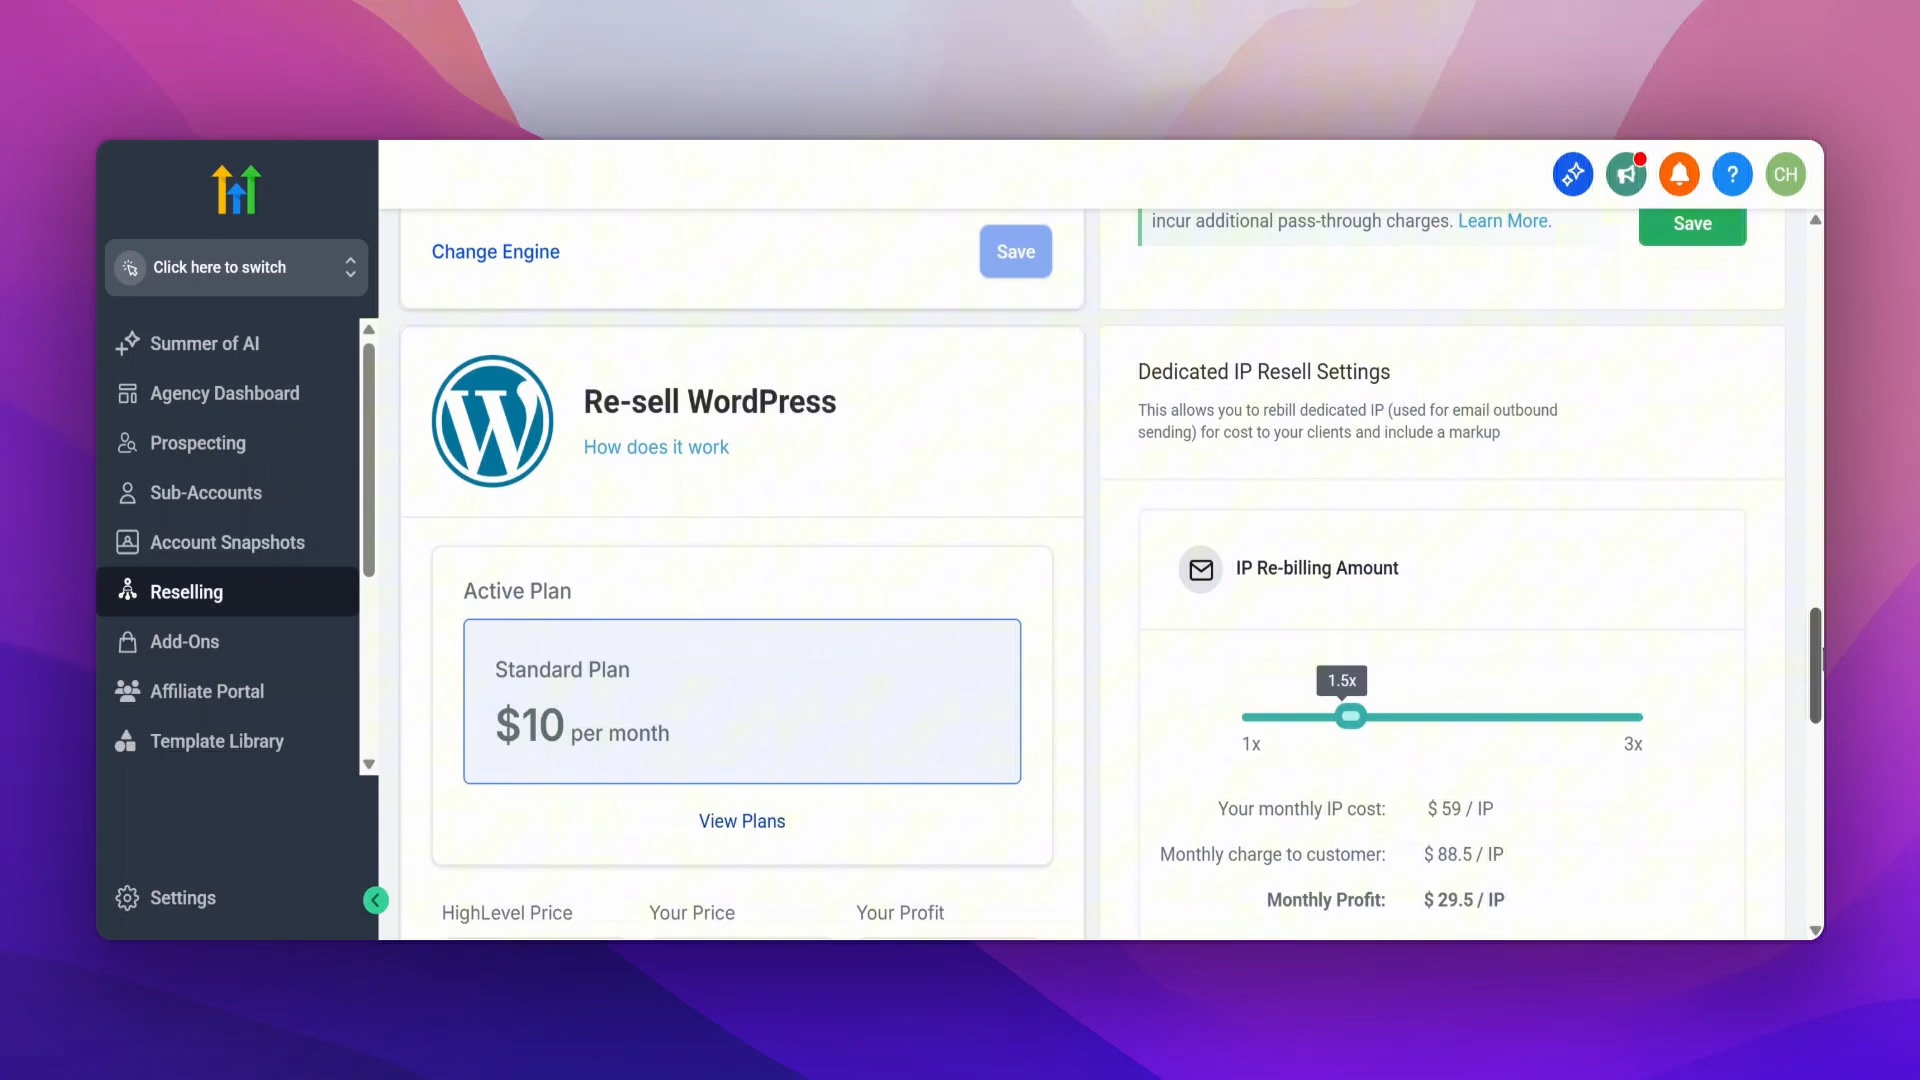 CH
Click here to switch
Summer of AI
Agency Dashboard
Prospecting
Sub-Accounts
Account Snapshots
Reselling
Add-Ons
Affiliate Portal
Template Library
Settings
Change Engine
Save
Re-sell WordPress
How does it work
Active Plan
Standard Plan
$10 per month
View Plans
HighLevel Price Your Price Your Profit
incur additional pass-through charges. Learn More.
Save
Dedicated IP Resell Settings
This allows you to rebill dedicated IP (used for email outbound
sending) for cost to your clients and include a markup
IP Re-billing Amount
1.5x
1x 3x
Your monthly IP cost: $ 59 / IP
Monthly charge to customer: $ 88.5 / IP
Monthly Profit: $ 29.5 / IP